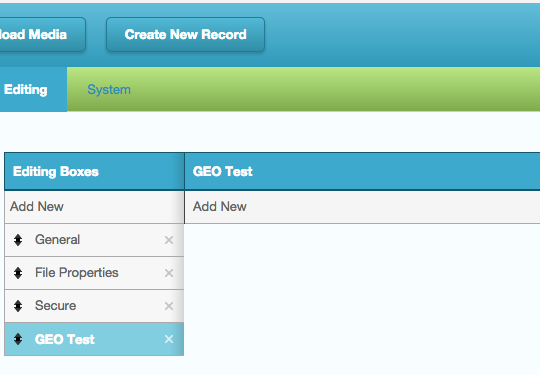 oad Media
Create New Record
Editing
System
Editing Boxes
GEO Test
Add New
Add New
General
File Properties
Secure
GEO Test